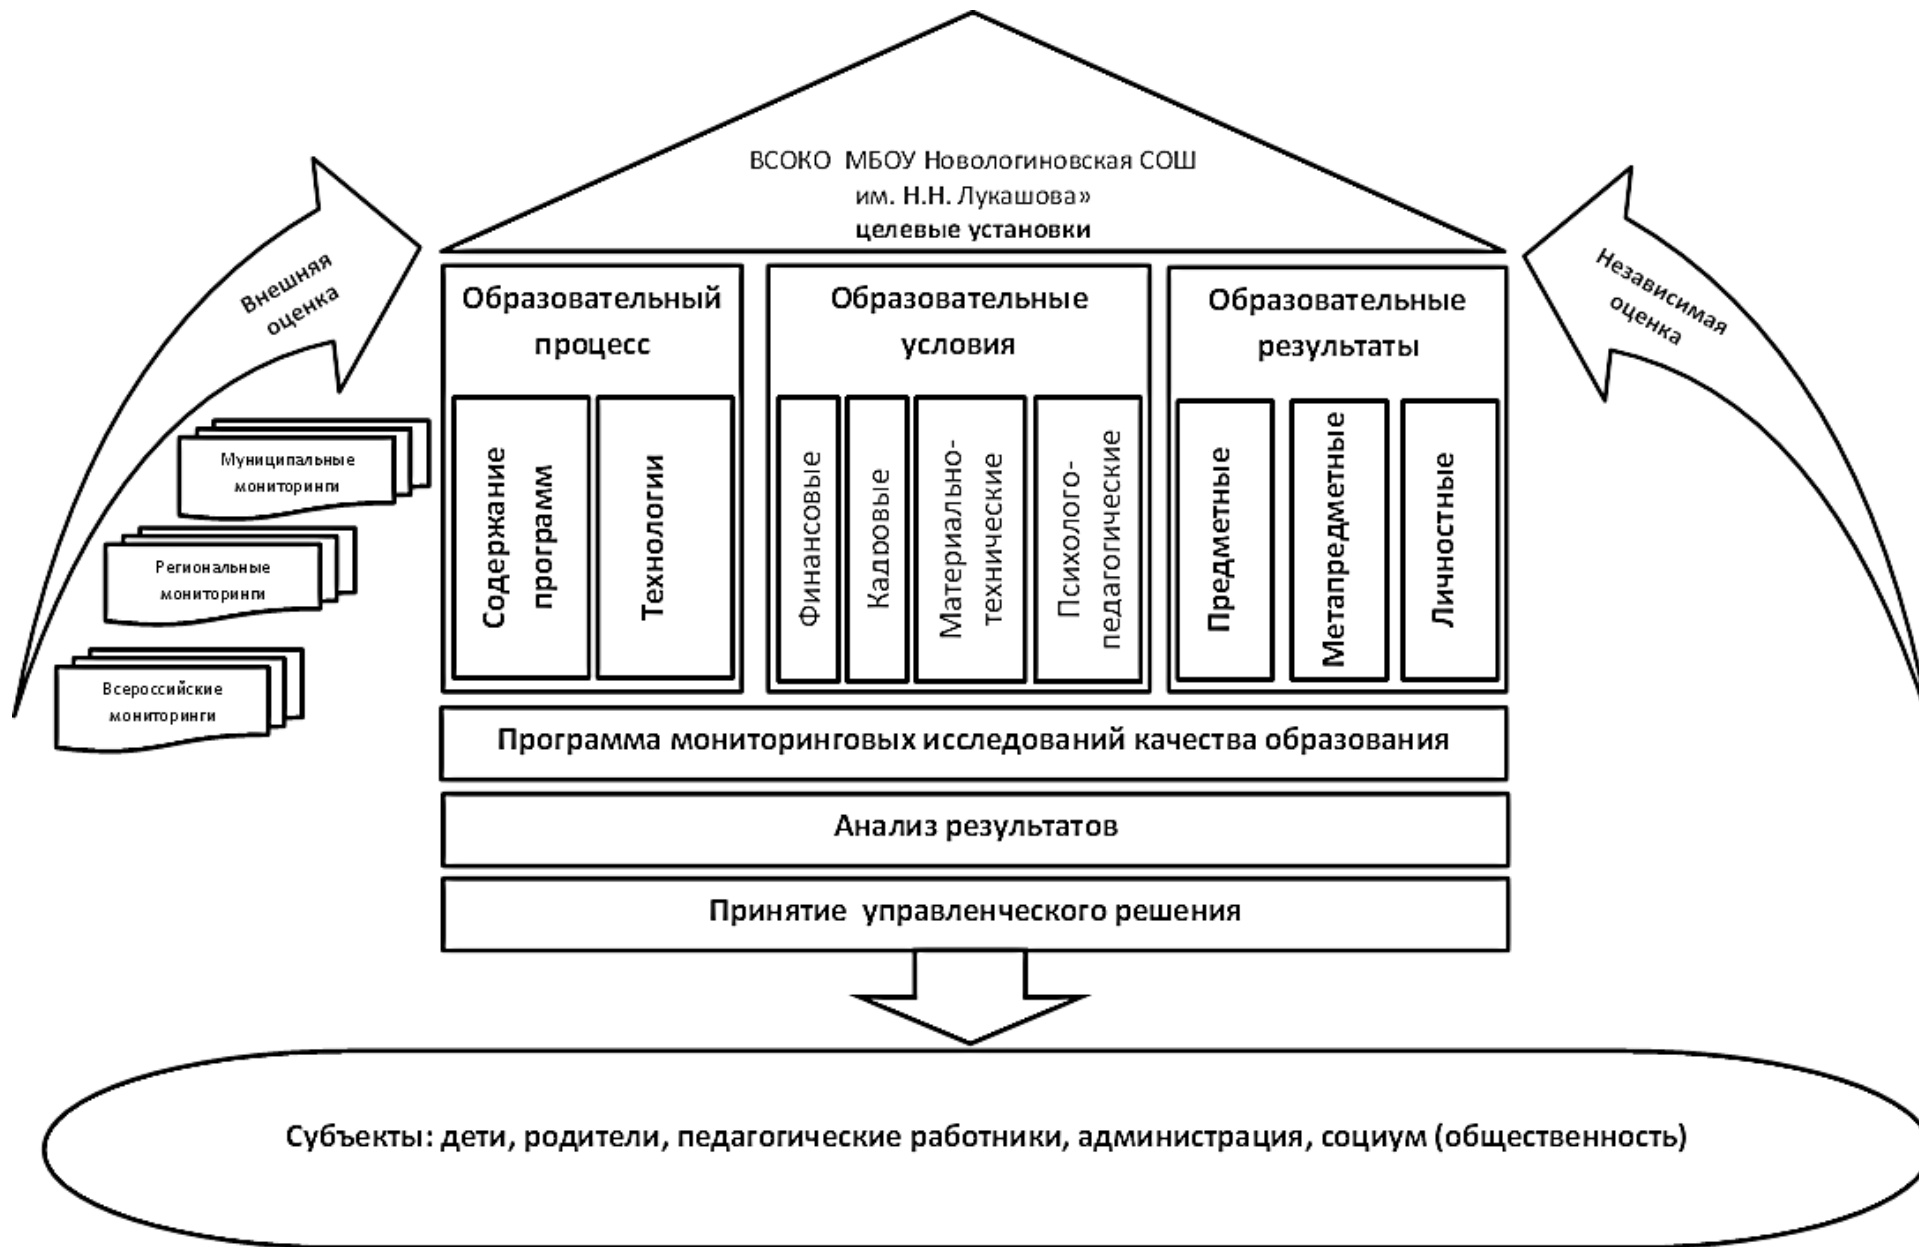 ВСОКО  МБОУ Новологиновская СОШ
им. Н.Н. Лукашова»
целевые установки
Внешняя
оценка
Независимая
оценка
Муниципальные
мониторинги
Региональные
мониторинги
Всероссийские
мониторинги
Образовательный
процесс
Содержание
программ
Технологии
Образовательные
условия
Финансовые
Кадровые
Материально-
технические
Психолого-
педагогические
Образовательные
результаты
Предметные
Метапредметные
Личностные
Программа мониторинговых исследований качества образования
Анализ результатов
Принятие  управленческого решения
Субъекты: дети, родители, педагогические работники, администрация, социум (общественность)